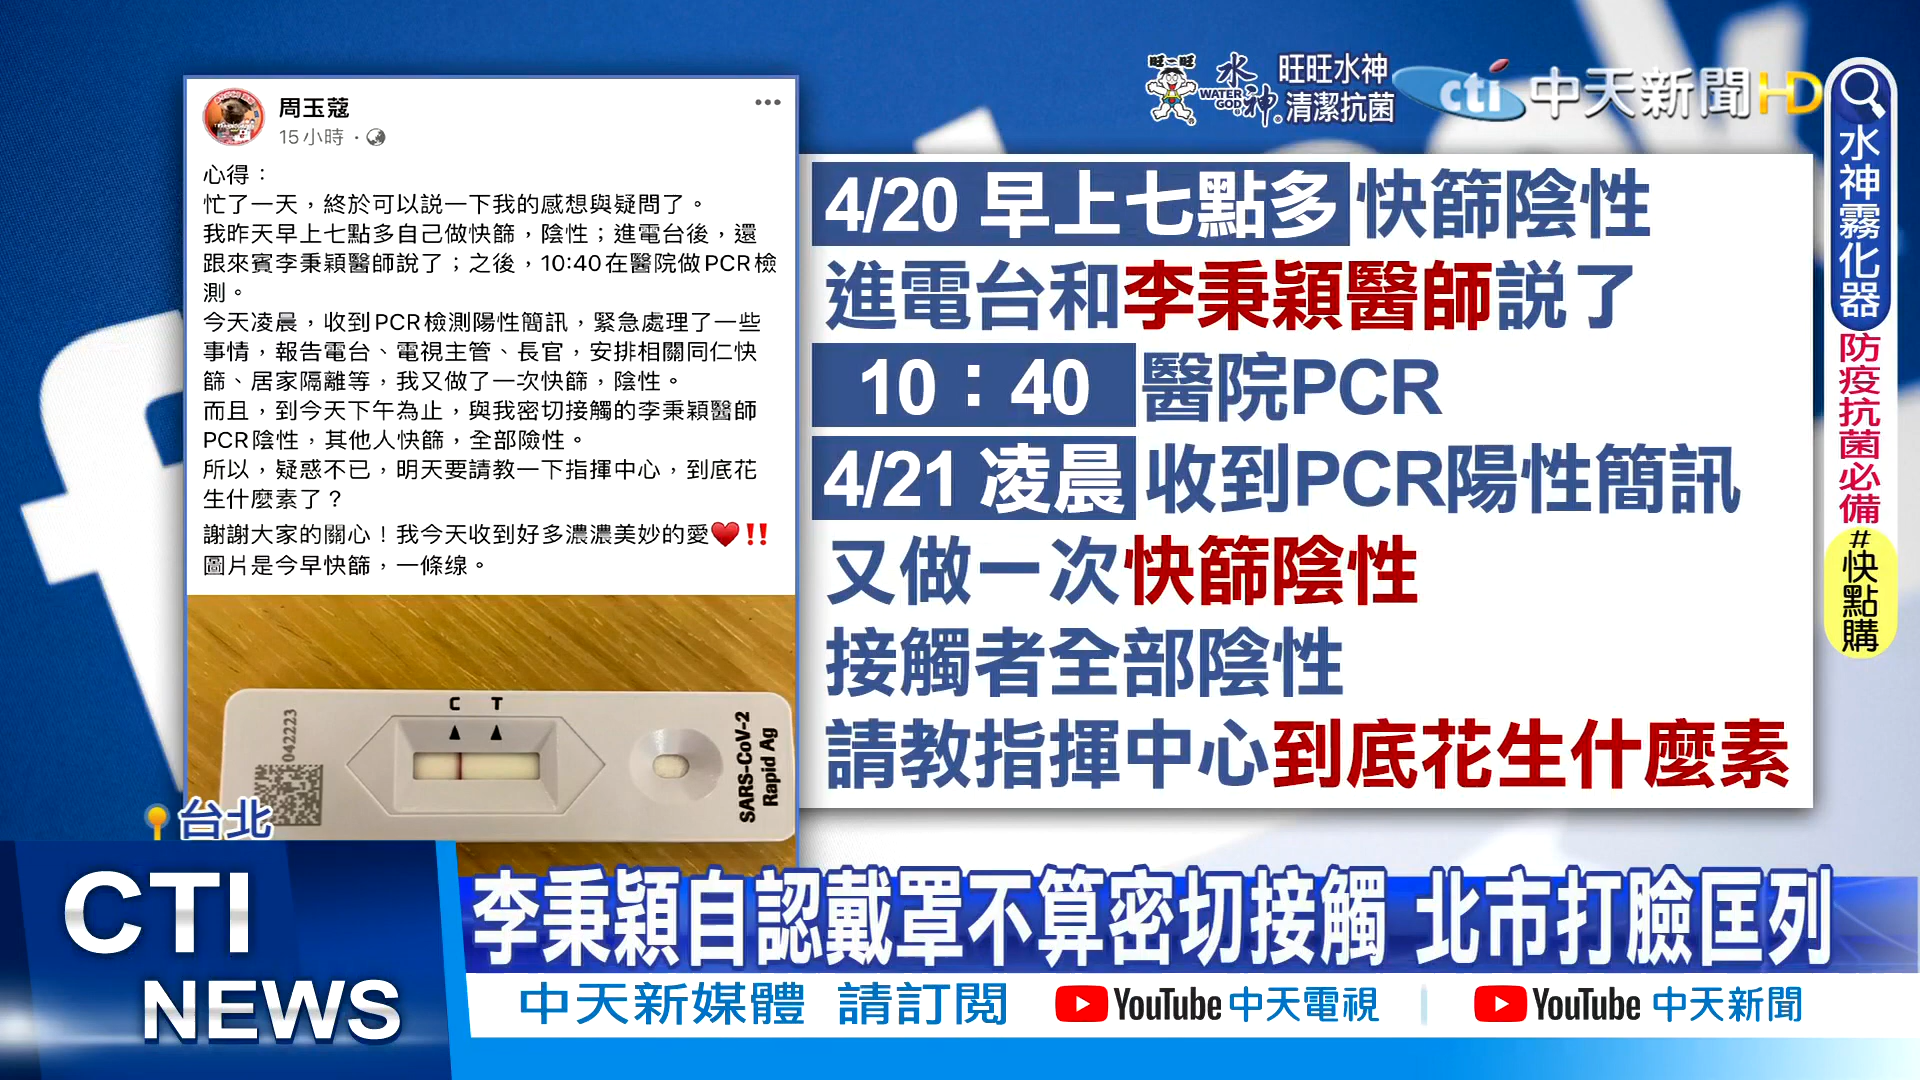 周玉蔻
15小時
心得：
忙了一天，終於可以説一下我的感想與疑問了。
我昨天早上七點多自己做快篩，陰性；進電台後，還
跟來賓李秉穎醫師說了；之後，10:40在醫院做PCR檢
測。
今天凌晨，收到PCR檢測陽性簡訊，緊急處理了一些
事情，報告電台、電視主管、長官，安排相關同仁快
篩、居家隔離等，我又做了一次快篩，陰性。
而且，到今天下午為止，與我密切接觸的李秉穎醫師
PCR陰性，其他人快篩，全部險性。
所以，疑惑不已，明天要請教一下指揮中心，到底花
生什麼素了？
謝謝大家的關心！我今天收到好多濃濃美妙的愛♥️‼️
圖片是今早快篩，一條線。
C T
042223
SARS-CoV-2
Rapid Ag
台北
旺旺
水神
WATER GOD
旺旺水神
清潔抗菌
cti 中天新聞HD
4/20 早上七點多 快篩陰性
進電台和李秉穎醫師説了
10：40 醫院PCR
4/21 凌晨 收到PCR陽性簡訊
又做一次快篩陰性
接觸者全部陰性
請教指揮中心到底花生什麼素
水神霧化器
防疫抗菌必備
#快點購
CTI
NEWS
李秉穎自認戴罩不算密切接觸 北市打臉匡列
中天新媒體 請訂閱 YouTube 中天電視 | YouTube 中天新聞